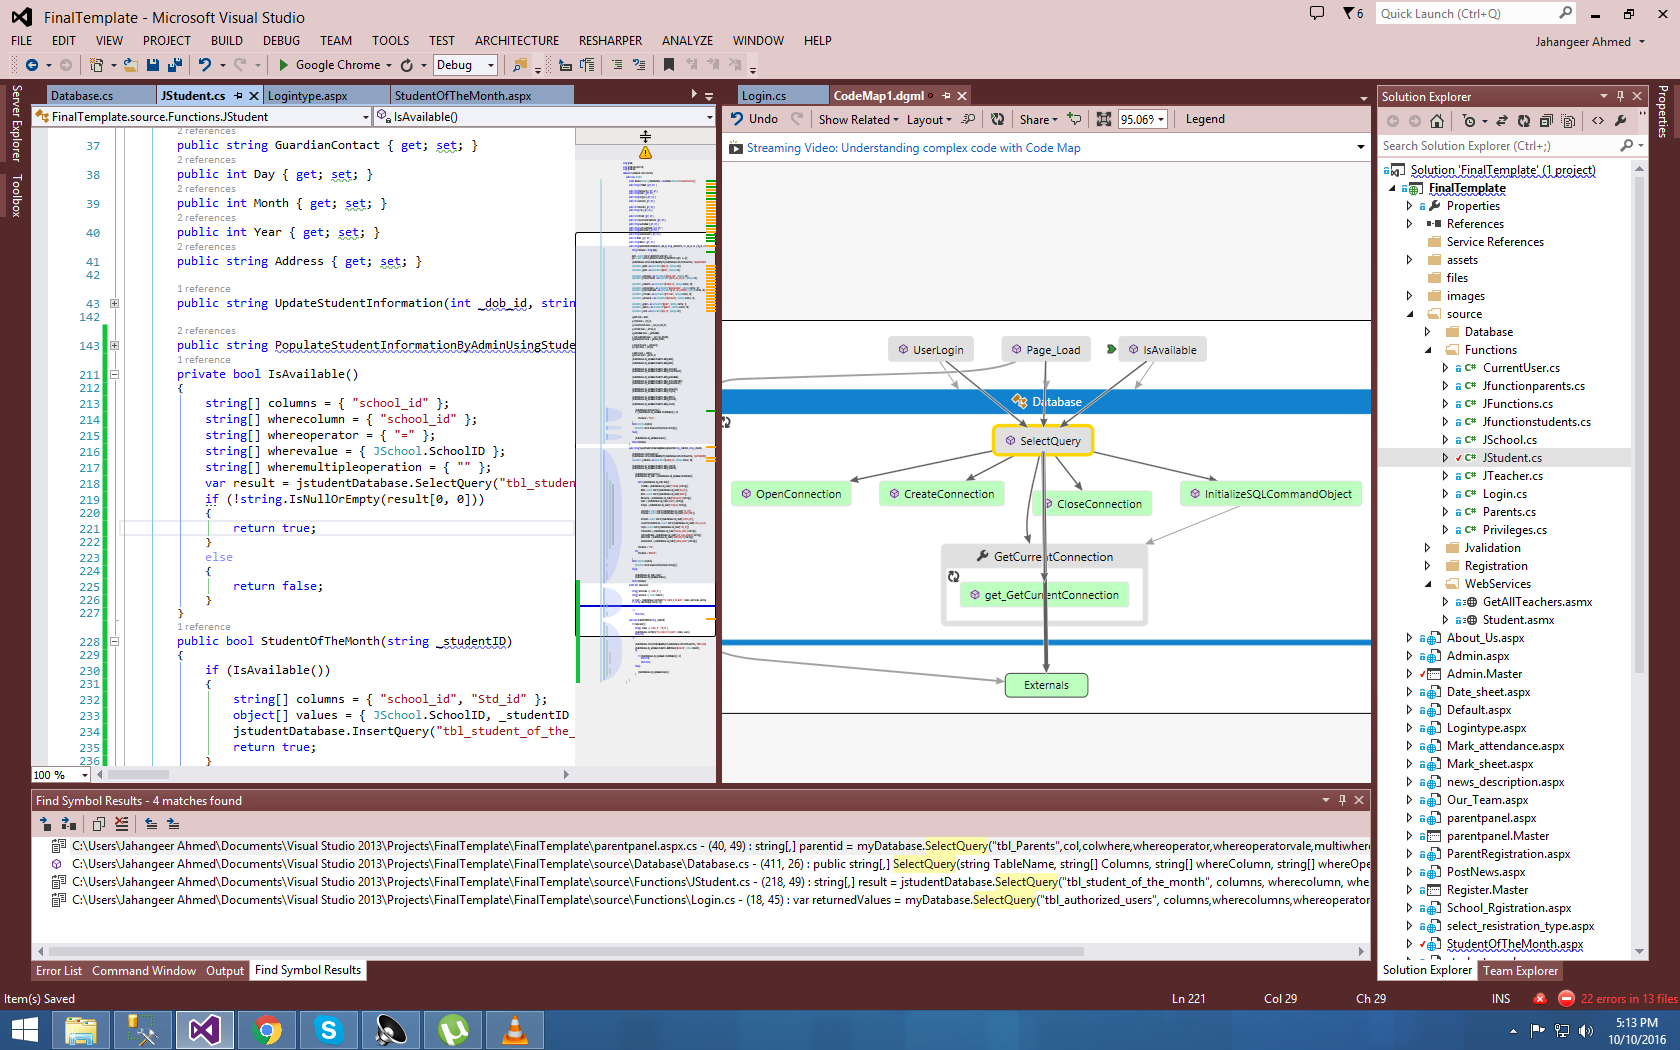 FinalTemplate - Microsoft Visual Studio
6
Quick Launch (Ctrl+Q)
FILE EDIT VIEW PROJECT BUILD DEBUG TEAM TOOLS TEST ARCHITECTURE RESHARPER ANALYZE WINDOW HELP
Jahangeer Ahmed
Google Chrome Debug
Server Explorer
Toolbox
Database.cs JStudent.cs Logintype.aspx StudentOfTheMonth.aspx
FinalTemplate.source.Functions.JStudent IsAvailable()
2 references
37 public string GuardianContact { get; set; }
2 references
38 public int Day { get; set; }
2 references
39 public int Month { get; set; }
2 references
40 public int Year { get; set; }
2 references
41 public string Address { get; set; }
42
1 reference
43 public string UpdateStudentInformation(int _dob_id, strin
142
2 references
143 public string PopulateStudentInformationByAdminUsingStude
1 reference
211 private bool IsAvailable()
212 {
213 string[] columns = { "school_id" };
214 string[] wherecolumn = { "school_id" };
215 string[] whereoperator = { "=" };
216 string[] wherevalue = { JSchool.SchoolID };
217 string[] wheremultipleoperation = { "" };
218 var result = jstudentDatabase.SelectQuery("tbl_studen
219 if (!string.IsNullOrEmpty(result[0, 0]))
220 {
221 return true;
222 }
223 else
224 {
225 return false;
226 }
227 }
1 reference
228 public bool StudentOfTheMonth(string _studentID)
229 {
230 if (IsAvailable())
231 {
232 string[] columns = { "school_id", "Std_id" };
233 object[] values = { JSchool.SchoolID, _studentID
234 jstudentDatabase.InsertQuery("tbl_student_of_the_
235 return true;
236 }
100 %
Login.cs CodeMap1.dgml
Undo Show Related Layout Share 95.06% Legend
Streaming Video: Understanding complex code with Code Map
UserLogin Page_Load IsAvailable
Database
SelectQuery
OpenConnection CreateConnection CloseConnection InitializeSQLCommandObject
GetCurrentConnection
get_GetCurrentConnection
Externals
Solution Explorer
Search Solution Explorer (Ctrl+;)
Solution 'FinalTemplate' (1 project)
FinalTemplate
Properties
References
Service References
assets
files
images
source
Database
Functions
CurrentUser.cs
Jfunctionparents.cs
JFunctions.cs
Jfunctionstudents.cs
JSchool.cs
JStudent.cs
JTeacher.cs
Login.cs
Parents.cs
Privileges.cs
Jvalidation
Registration
WebServices
GetAllTeachers.asmx
Student.asmx
About_Us.aspx
Admin.aspx
Admin.Master
Date_sheet.aspx
Default.aspx
Logintype.aspx
Mark_attendance.aspx
Mark_sheet.aspx
news_description.aspx
Our_Team.aspx
parentpanel.aspx
parentpanel.Master
ParentRegistration.aspx
PostNews.aspx
Register.Master
School_Rgistration.aspx
select_resistration_type.aspx
StudentOfTheMonth.aspx
Solution Explorer Team Explorer
Properties
Find Symbol Results - 4 matches found
C:\Users\Jahangeer Ahmed\Documents\Visual Studio 2013\Projects\FinalTemplate\FinalTemplate\parentpanel.aspx.cs - (40, 49) : string[,] parentid = myDatabase.SelectQuery("tbl_Parents",col,colwhere,whereoperator,whereoperatorvale,multiwher
C:\Users\Jahangeer Ahmed\Documents\Visual Studio 2013\Projects\FinalTemplate\FinalTemplate\source\Database\Database.cs - (411, 26) : public string[,] SelectQuery(string TableName, string[] Columns, string[] whereColumn, string[] whereOpe
C:\Users\Jahangeer Ahmed\Documents\Visual Studio 2013\Projects\FinalTemplate\FinalTemplate\source\Functions\JStudent.cs - (218, 49) : string[,] result = jstudentDatabase.SelectQuery("tbl_student_of_the_month", columns, wherecolumn, whe
C:\Users\Jahangeer Ahmed\Documents\Visual Studio 2013\Projects\FinalTemplate\FinalTemplate\source\Functions\Login.cs - (18, 45) : var returnedValues = myDatabase.SelectQuery("tbl_authorized_users", columns,wherecolumns,whereoperator
Error List Command Window Output Find Symbol Results
Item(s) Saved Ln 221 Col 29 Ch 29 INS 22 errors in 13 files
5:13 PM
10/10/2016